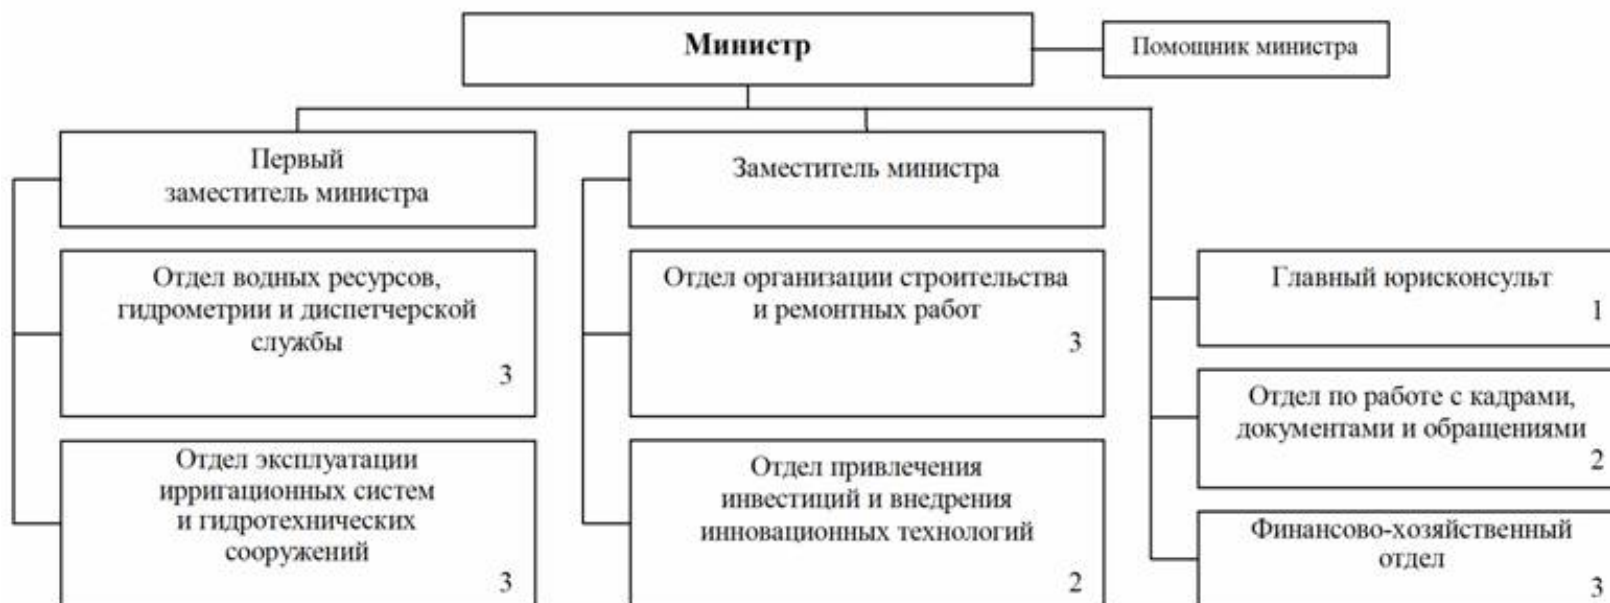 Министр
Помощник министра
Первый
заместитель министра
Заместитель министра
Отдел водных ресурсов,
гидрометрии и диспетчерской
службы
3
Отдел организации строительства
и ремонтных работ
3
Главный юрисконсульт
1
Отдел по работе с кадрами,
документами и обращениями
2
Отдел эксплуатации
ирригационных систем
и гидротехнических
сооружений
3
Отдел привлечения
инвестиций и внедрения
инновационных технологий
2
Финансово-хозяйственный
отдел
3